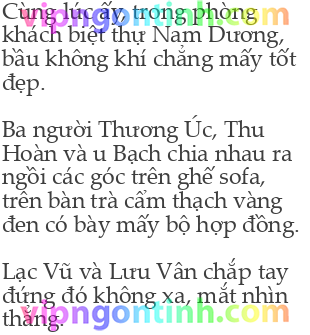 Cùng lúc ấy, trong phòng
khách biệt thự Nam Dương,
bầu không khí chẳng mấy tốt
đẹp.
Ba người Thương Úc, Thu
Hoàn và u Bạch chia nhau ra
ngồi các góc trên ghế sofa,
trên bàn trà cẩm thạch vàng
đen có bày mấy bộ hợp đồng.
Lạc Vũ và Lưu Vân chắp tay
đứng đó không xa, mắt nhìn
thẳng.
vipngontinh.com
vipngontinh.com